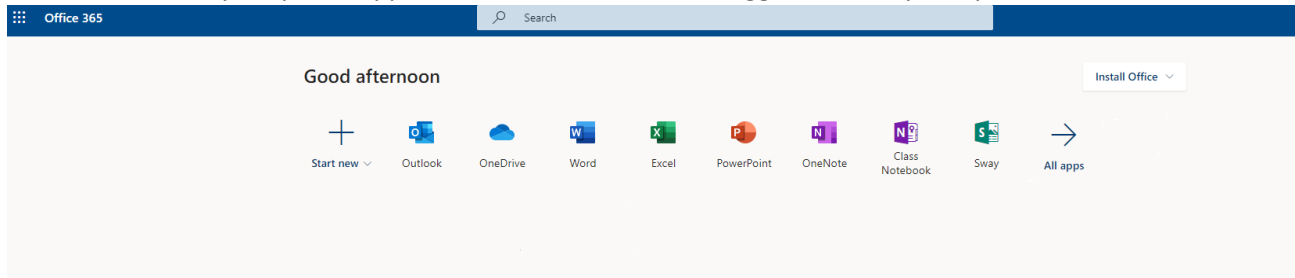 Office 365
Search
Good afternoon
Install Office
Start new
Outlook
OneDrive
Word
Excel
PowerPoint
OneNote
Class
Notebook
Sway
All apps